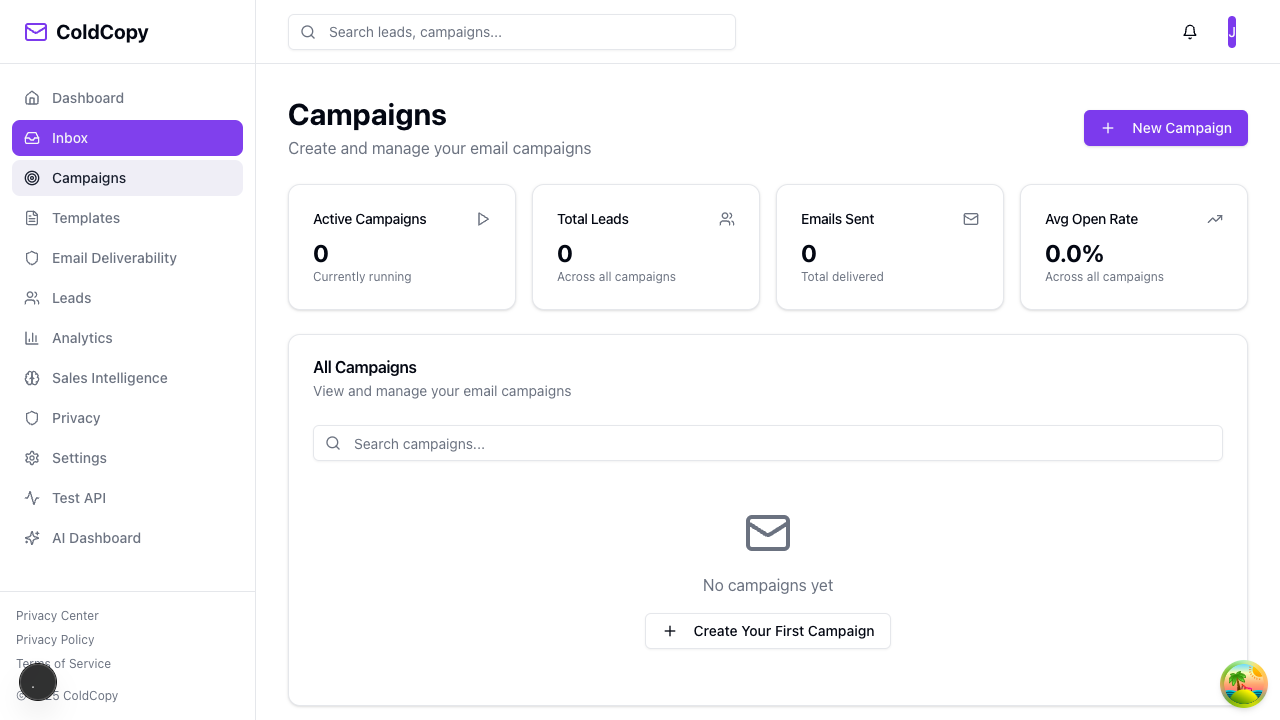 ColdCopy
Search leads, campaigns...
J
Dashboard
Inbox
Campaigns
Templates
Email Deliverability
Leads
Analytics
Sales Intelligence
Privacy
Settings
Test API
AI Dashboard
Privacy Center
Privacy Policy
Terms of Service
© 25 ColdCopy
Campaigns
Create and manage your email campaigns
New Campaign
Active Campaigns
0
Currently running
Total Leads
0
Across all campaigns
Emails Sent
0
Total delivered
Avg Open Rate
0.0%
Across all campaigns
All Campaigns
View and manage your email campaigns
Search campaigns...
No campaigns yet
Create Your First Campaign